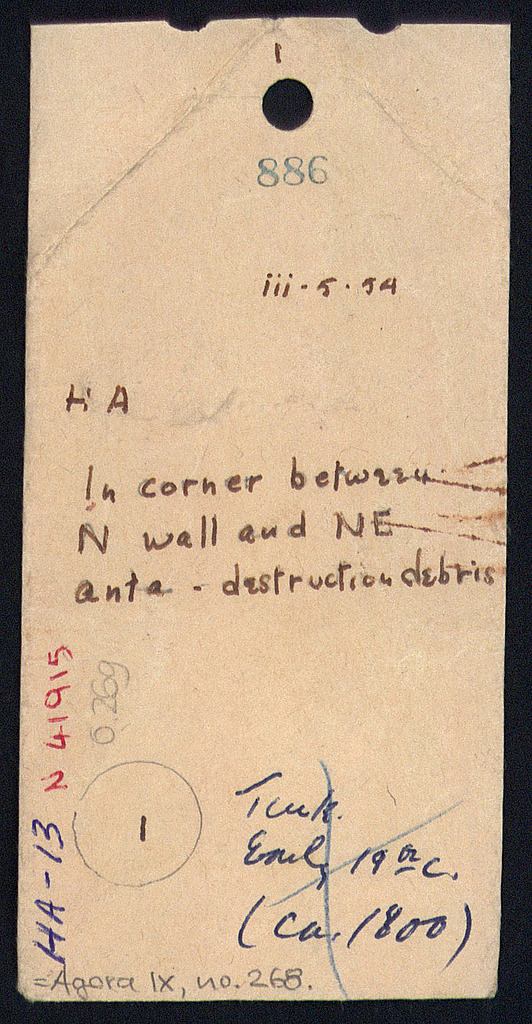 1
886
iii - 5 - 54
HA
In corner between
N wall and NE
anta - destruction debris
N 41915
0.26g
HA-13
1
Turk.
Early 19th c.
(ca. 1800)
=Agora IX, no. 268.